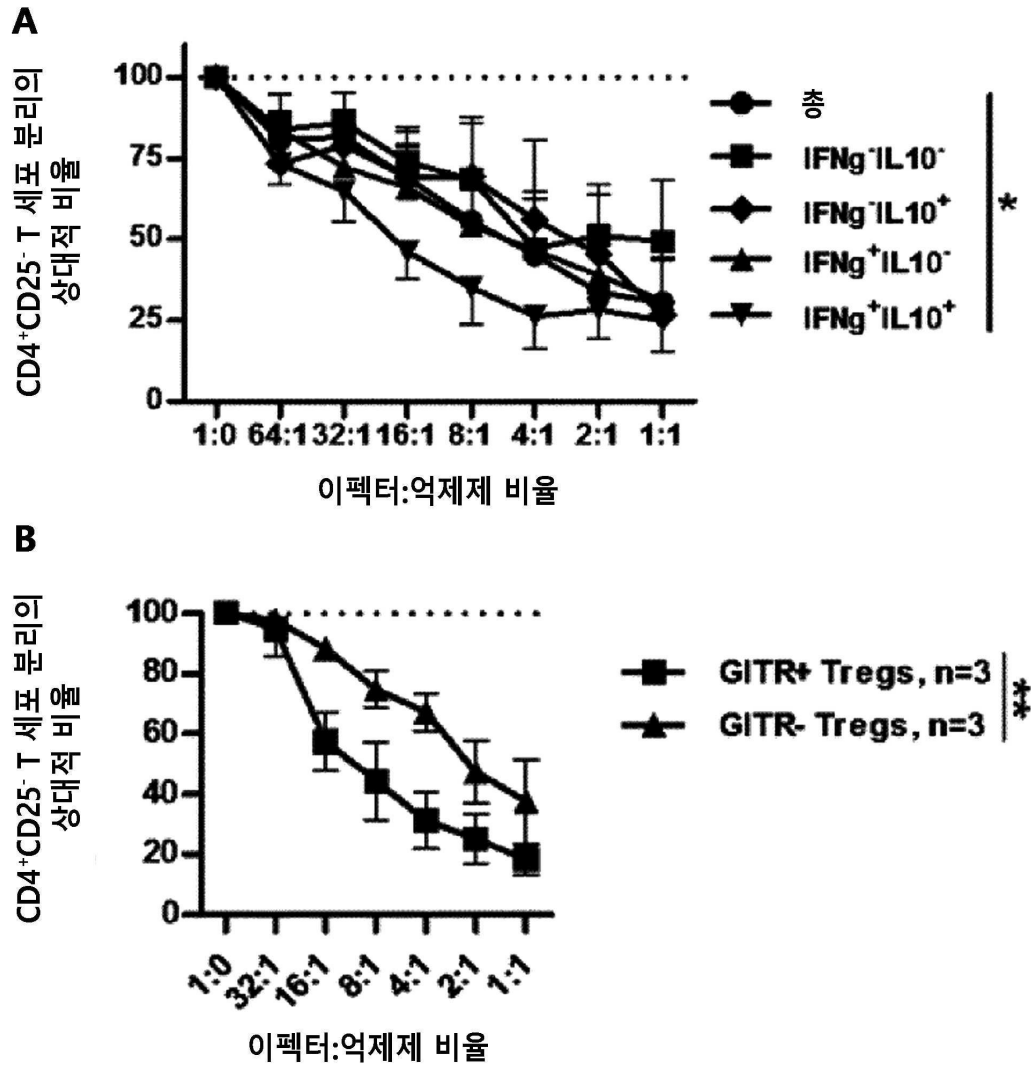 A
CD4⁺CD25⁻ T 세포 분리의
상대적 비율
100
75
50
25
0
1:0 64:1 32:1 16:1 8:1 4:1 2:1 1:1
이펙터:억제제 비율
총
IFNg⁻IL10⁻
IFNg⁻IL10⁺
IFNg⁺IL10⁻
IFNg⁺IL10⁺
*
B
CD4⁺CD25⁻ T 세포 분리의
상대적 비율
100
80
60
40
20
0
1:0 32:1 16:1 8:1 4:1 2:1 1:1
이펙터:억제제 비율
GITR+ Tregs, n=3
GITR- Tregs, n=3
**